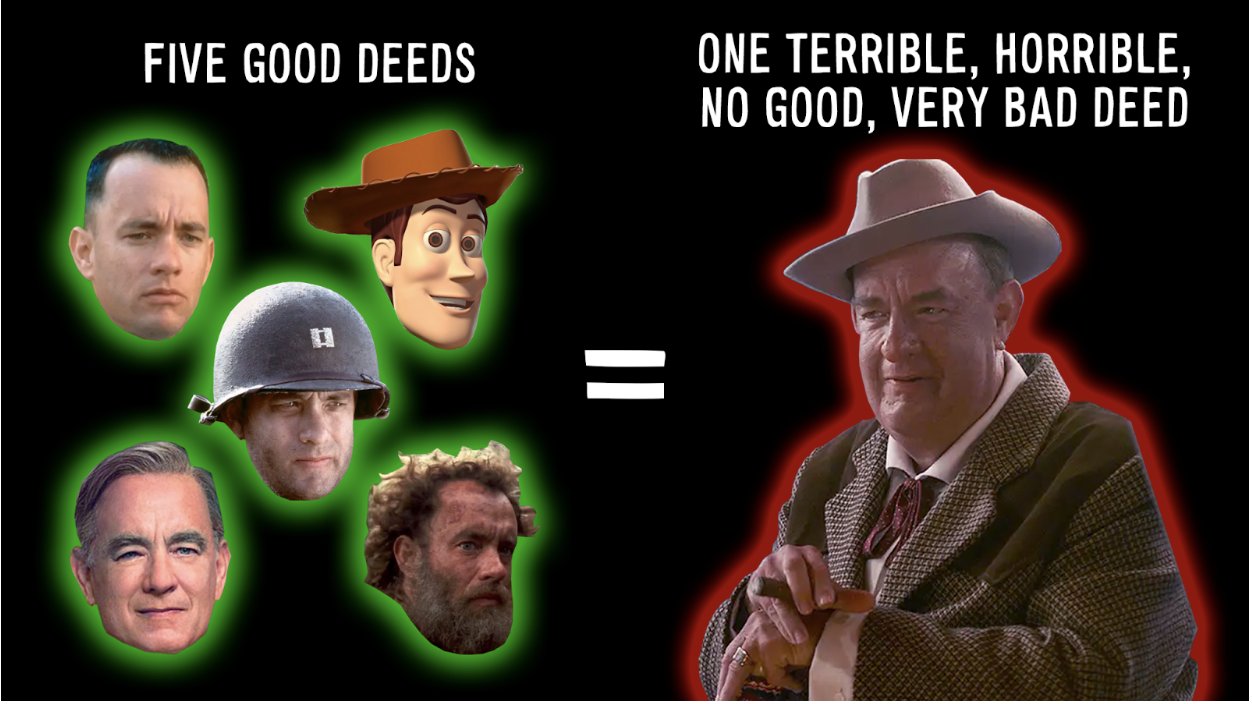 FIVE GOOD DEEDS
ONE TERRIBLE, HORRIBLE,
NO GOOD, VERY BAD DEED
=